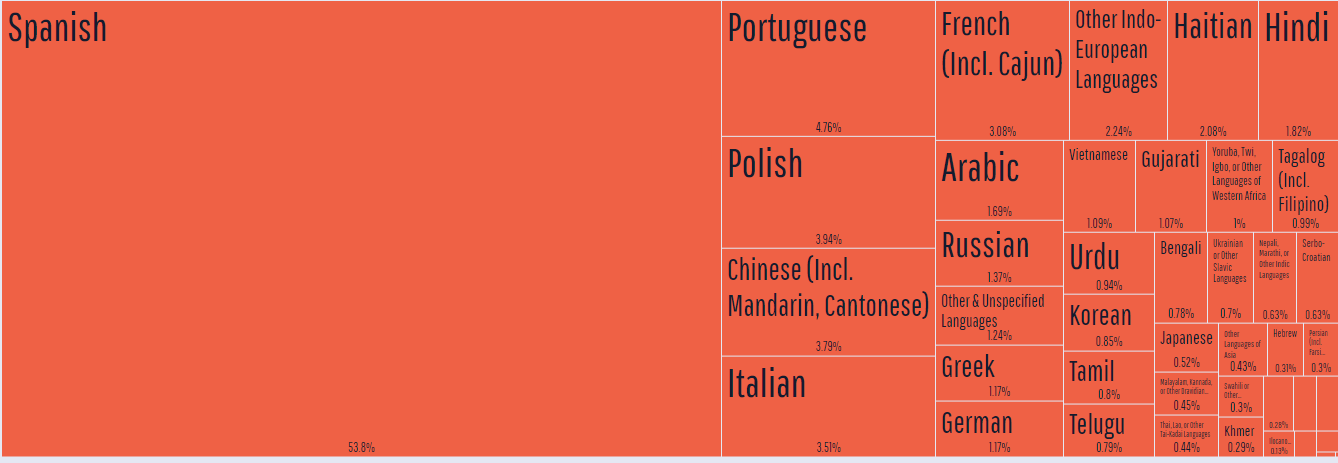 Spanish
53.8%
Portuguese
4.76%
Polish
3.94%
Chinese (Incl.
Mandarin, Cantonese)
3.79%
Italian
3.51%
French
(Incl. Cajun)
3.08%
Other Indo-
European
Languages
2.24%
Haitian
2.08%
Hindi
1.82%
Arabic
1.69%
Russian
1.37%
Other & Unspecified
Languages
1.24%
Greek
1.17%
German
1.17%
Vietnamese
1.09%
Gujarati
1.07%
Yoruba, Twi,
Igbo, or Other
Languages of
Western Africa
1%
Tagalog
(Incl.
Filipino)
0.99%
Urdu
0.94%
Korean
0.85%
Tamil
0.8%
Telugu
0.79%
Bengali
0.78%
Ukrainian
or Other
Slavic
Languages
0.7%
Nepali,
Marathi, or
Other Indic
Languages
0.63%
Serbo-
Croatian
0.63%
Japanese
0.52%
Malayalam, Kannada,
or Other Dravidian...
0.45%
Thai, Lao, or Other
Tai-Kadai Languages
0.44%
Other
Languages of
Asia
0.43%
Hebrew
0.31%
Persian
(Incl.
Farsi...
0.3%
Swahili or
Other...
0.3%
Khmer
0.29%
0.28%
Ilocano...
0.13%